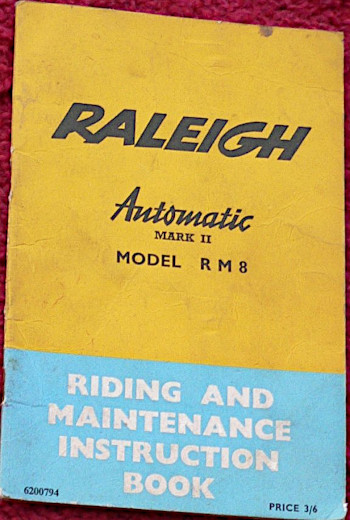 RALEIGH
Automatic
MARK II
MODEL RM8
RIDING AND
MAINTENANCE
INSTRUCTION
BOOK
6200794
PRICE 3/6